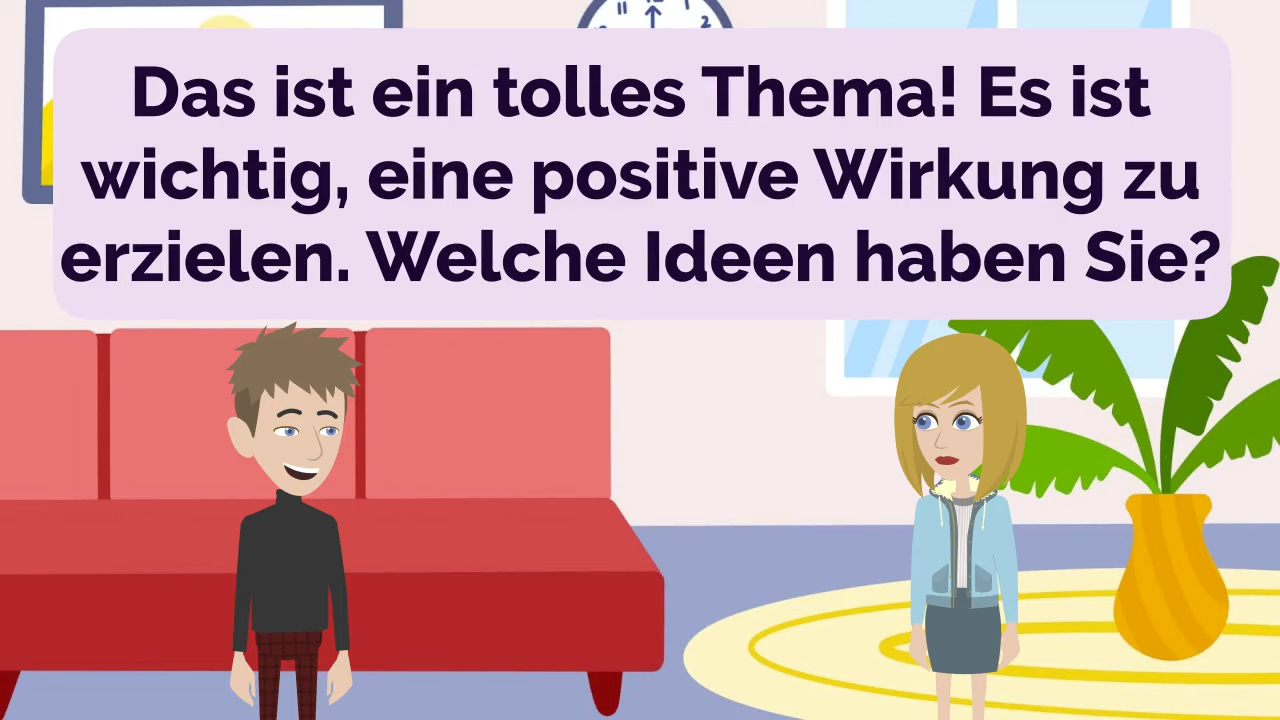 Das ist ein tolles Thema! Es ist
wichtig, eine positive Wirkung zu
erzielen. Welche Ideen haben Sie?